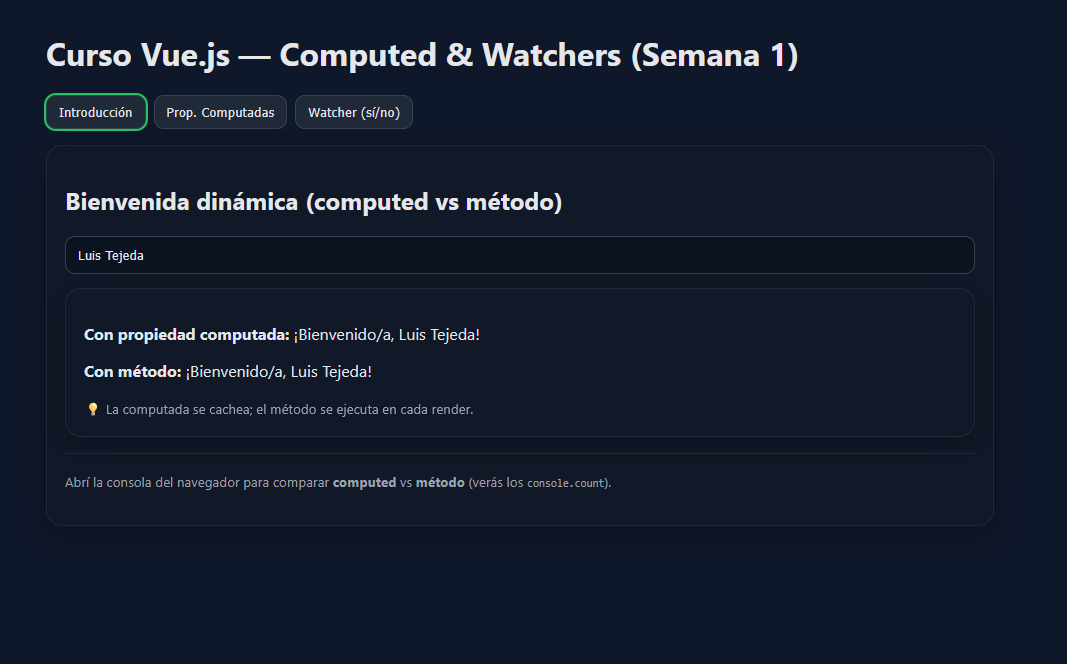 Curso Vue.js — Computed & Watchers (Semana 1)
Introducción Prop. Computadas Watcher (sí/no)
Bienvenida dinámica (computed vs método)
Luis Tejeda
Con propiedad computada: ¡Bienvenido/a, Luis Tejeda!
Con método: ¡Bienvenido/a, Luis Tejeda!
💡 La computada se cachea; el método se ejecuta en cada render.
Abrí la consola del navegador para comparar computed vs método (verás los console.count).